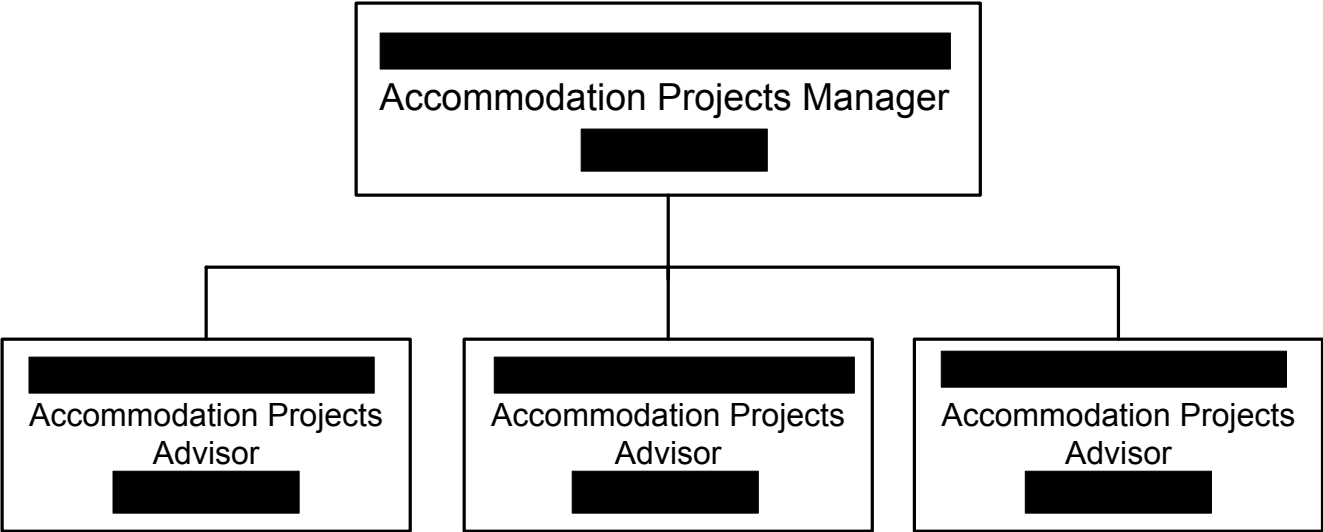 Accommodation Projects Manager
Accommodation Projects
Advisor
Accommodation Projects
Advisor
Accommodation Projects
Advisor